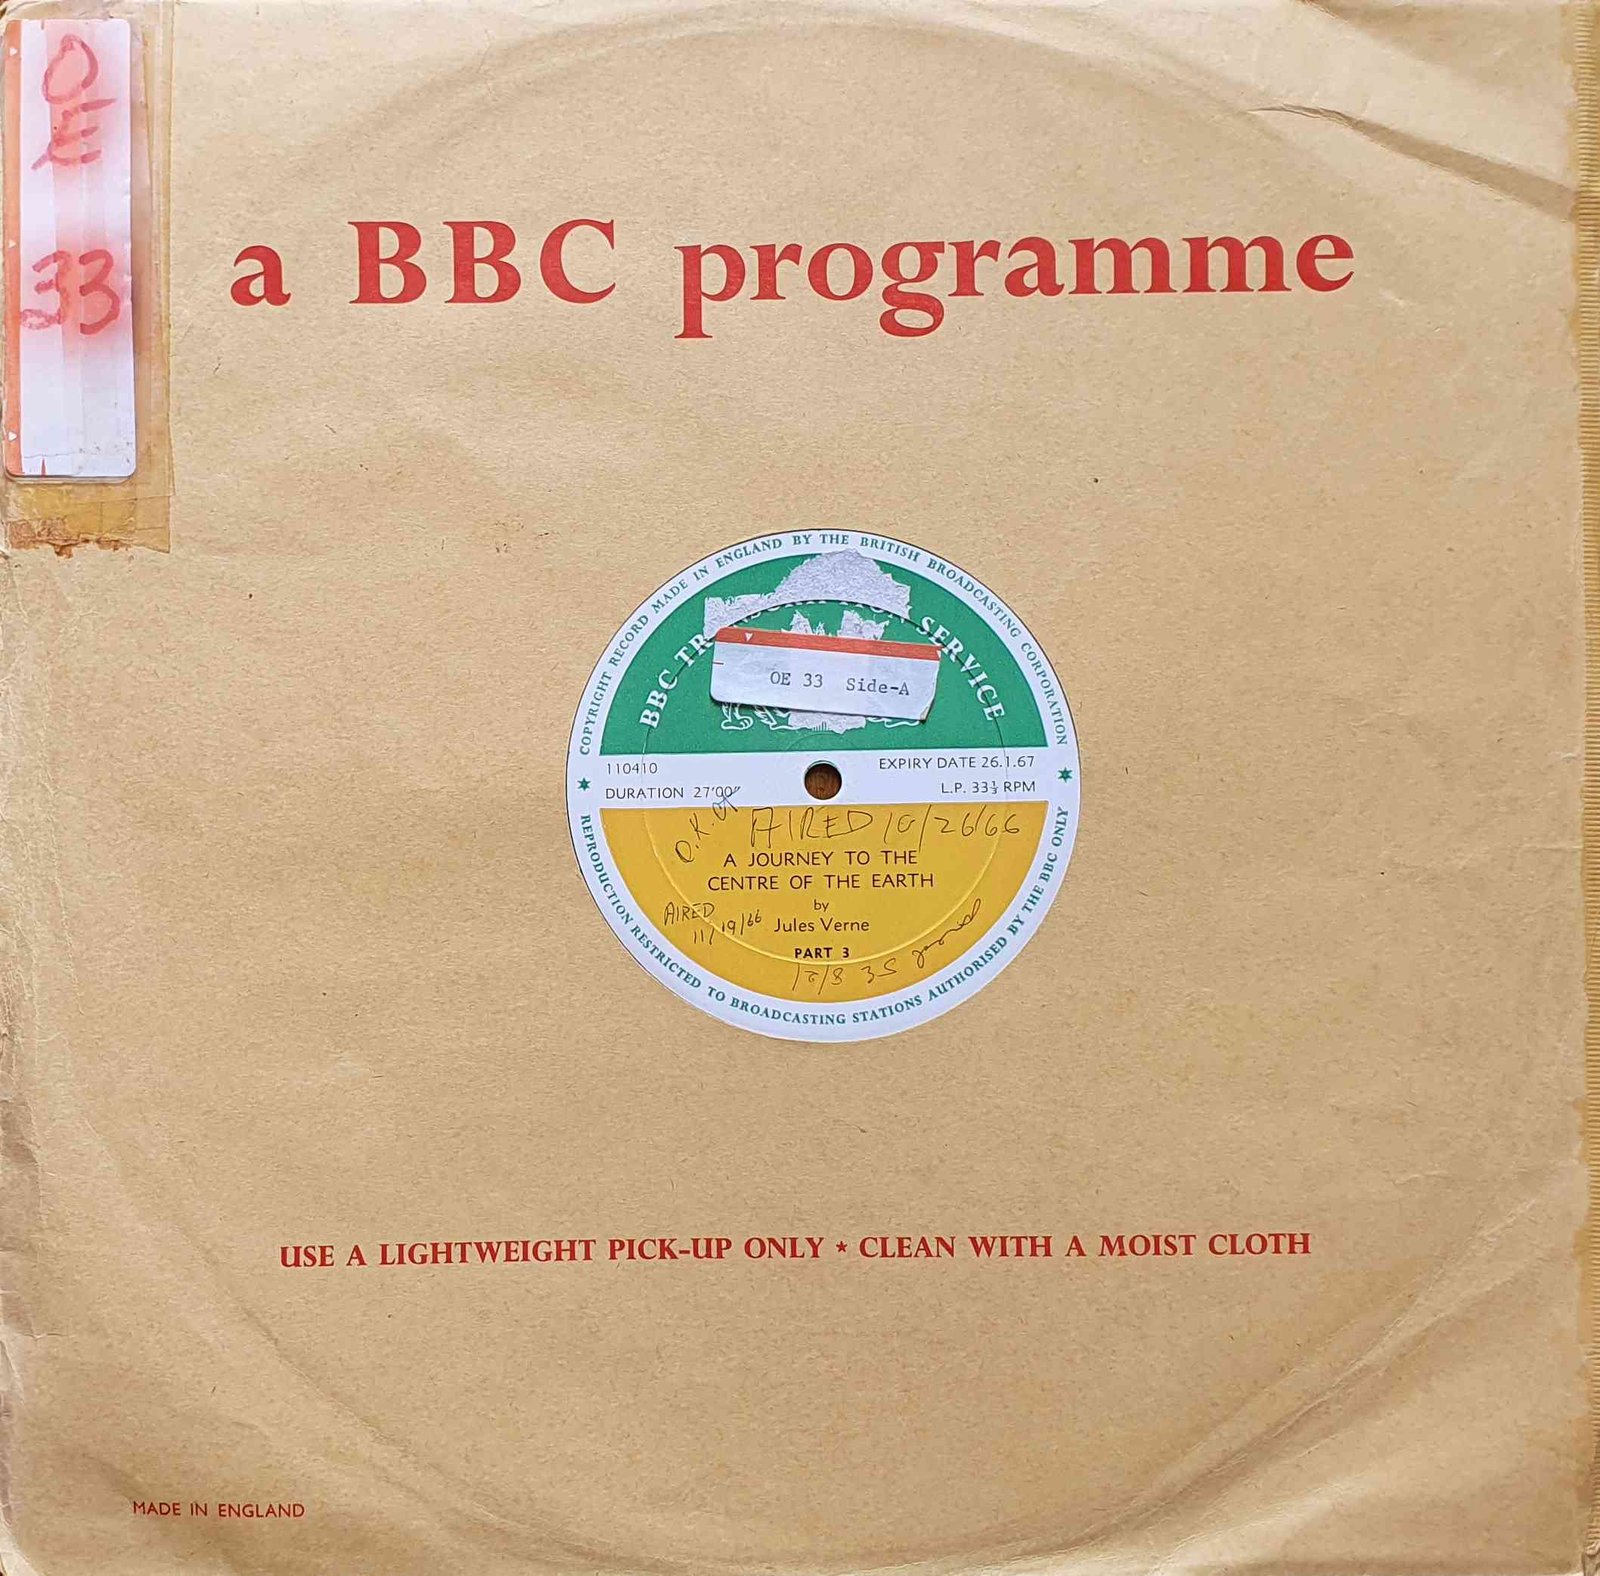 O
E
33
a BBC programme
COPYRIGHT RECORD MADE IN ENGLAND BY THE BRITISH BROADCASTING CORPORATION
SERVICE
BBC
OE 33 Side-A
110410
EXPIRY DATE 26.1.67
DURATION 27'00"
L.P. 33⅓ RPM
O.K.
AIRED 10/26/66
A JOURNEY TO THE
CENTRE OF THE EARTH
by
AIRED
11/19/66
Jules Verne
PART 3
REPRODUCTION RESTRICTED TO BROADCASTING STATIONS AUTHORISED BY THE BBC ONLY
USE A LIGHTWEIGHT PICK-UP ONLY ★ CLEAN WITH A MOIST CLOTH
MADE IN ENGLAND